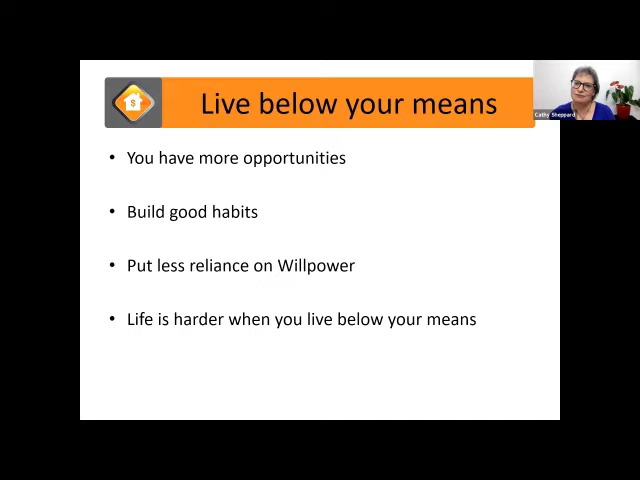 Live below your means
Cathy Sheppard
• You have more opportunities
• Build good habits
• Put less reliance on Willpower
• Life is harder when you live below your means
$